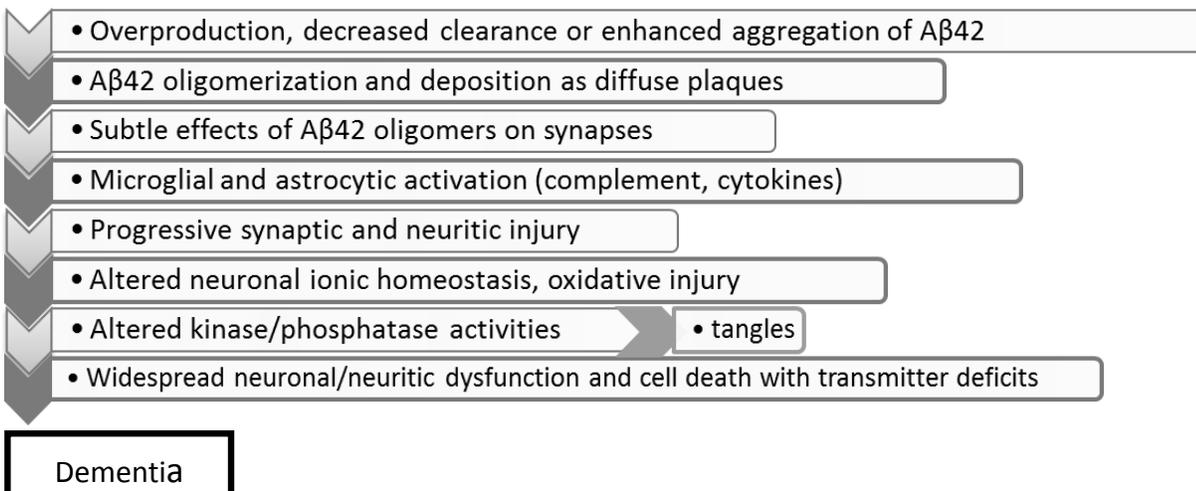 • Overproduction, decreased clearance or enhanced aggregation of Aβ42
• Aβ42 oligomerization and deposition as diffuse plaques
• Subtle effects of Aβ42 oligomers on synapses
• Microglial and astrocytic activation (complement, cytokines)
• Progressive synaptic and neuritic injury
• Altered neuronal ionic homeostasis, oxidative injury
• Altered kinase/phosphatase activities • tangles
• Widespread neuronal/neuritic dysfunction and cell death with transmitter deficits
Dementia